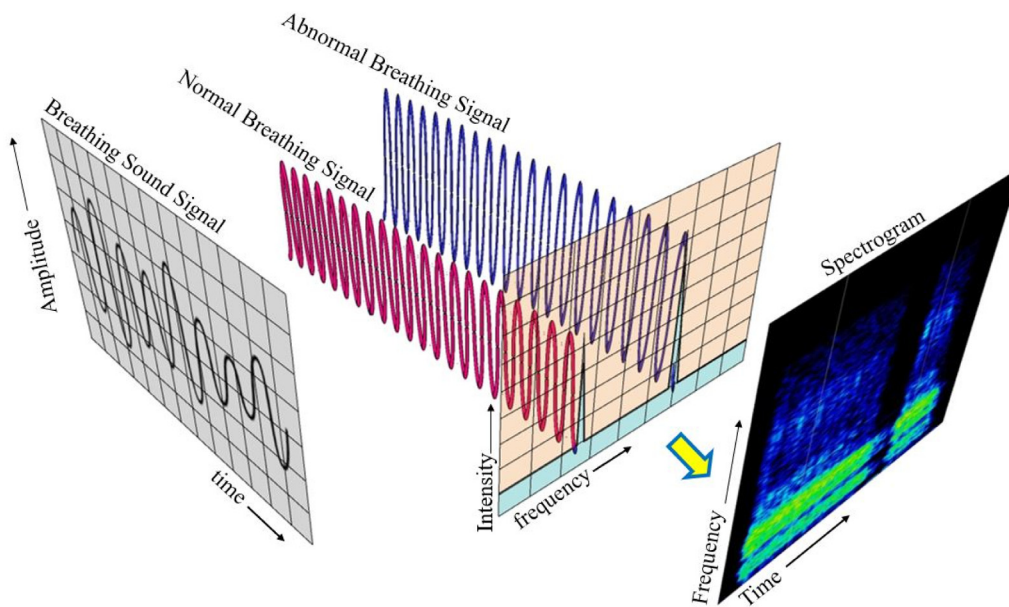 Abnormal Breathing Signal
Normal Breathing Signal
Breathing Sound Signal
Amplitude
time
Intensity
frequency
Spectrogram
Frequency
Time